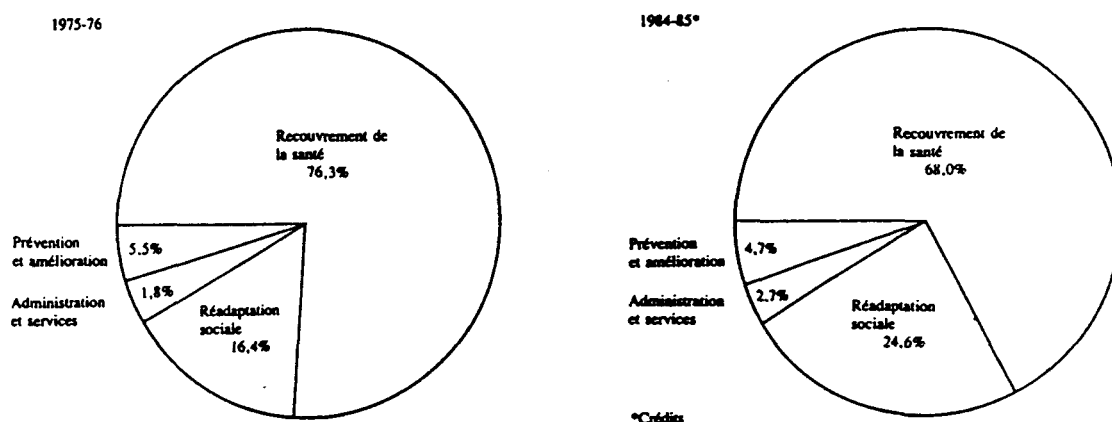 1975-76
Recouvrement de
la santé
76,3%
Prévention
et amélioration
5.5%
Administration
et services
1,8%
Réadaptation
sociale
16,4%
1984-85*
Recouvrement de
la santé
68,0%
Prévention
et amélioration
4,7%
Administration
et services
2,7%
Réadaptation
sociale
24,6%
*Crédits